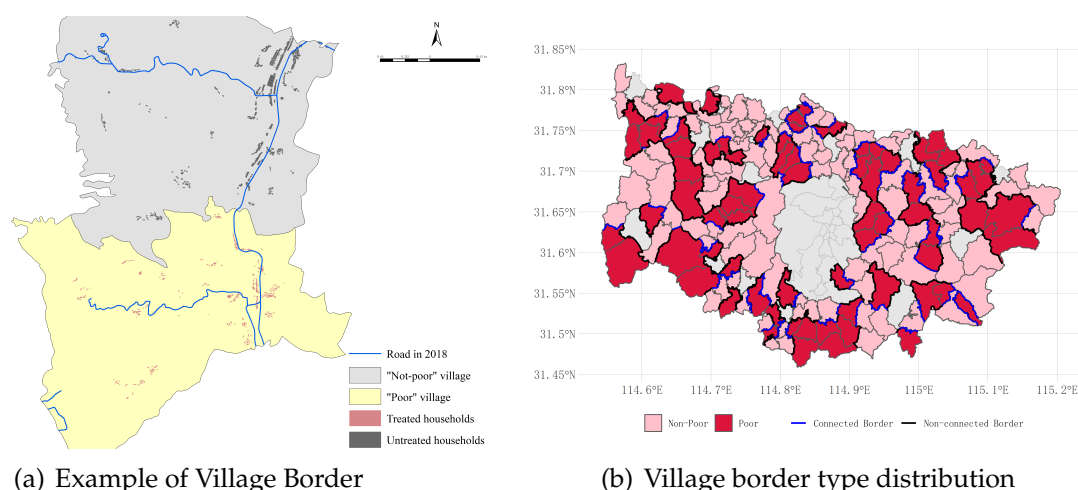 N
Road in 2018
"Not-poor" village
"Poor" village
Treated households
Untreated households
(a) Example of Village Border
31.85°N
31.8°N
31.75°N
31.7°N
31.65°N
31.6°N
31.55°N
31.5°N
31.45°N
114.6°E 114.7°E 114.8°E 114.9°E 115°E 115.1°E 115.2°E
Non-Poor Poor Connected Border Non-connected Border
(b) Village border type distribution